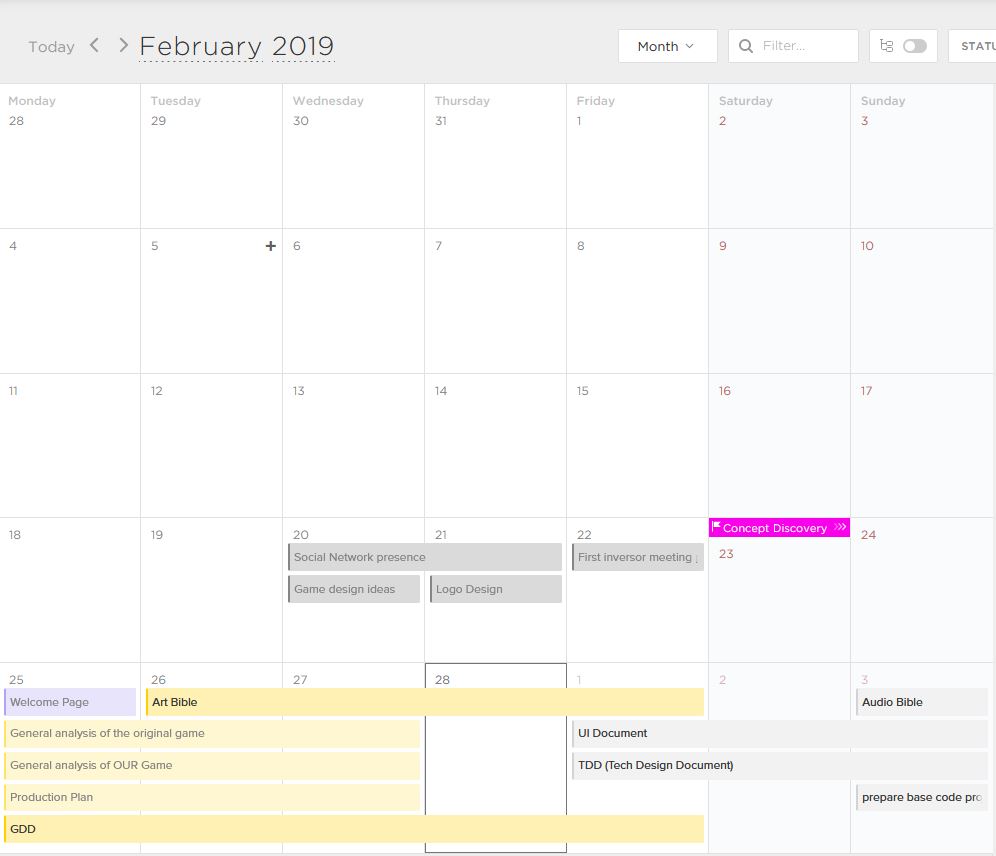 Today February 2019 Month Filter... STATU
Monday Tuesday Wednesday Thursday Friday Saturday Sunday
28 29 30 31 1 2 3
4 5 + 6 7 8 9 10
11 12 13 14 15 16 17
Concept Discovery
18 19 20 21 22 23 24
Social Network presence First inversor meeting
Game design ideas Logo Design
25 26 27 28 1 2 3
Welcome Page Art Bible Audio Bible
General analysis of the original game UI Document
General analysis of OUR Game TDD (Tech Design Document)
Production Plan prepare base code pro
GDD